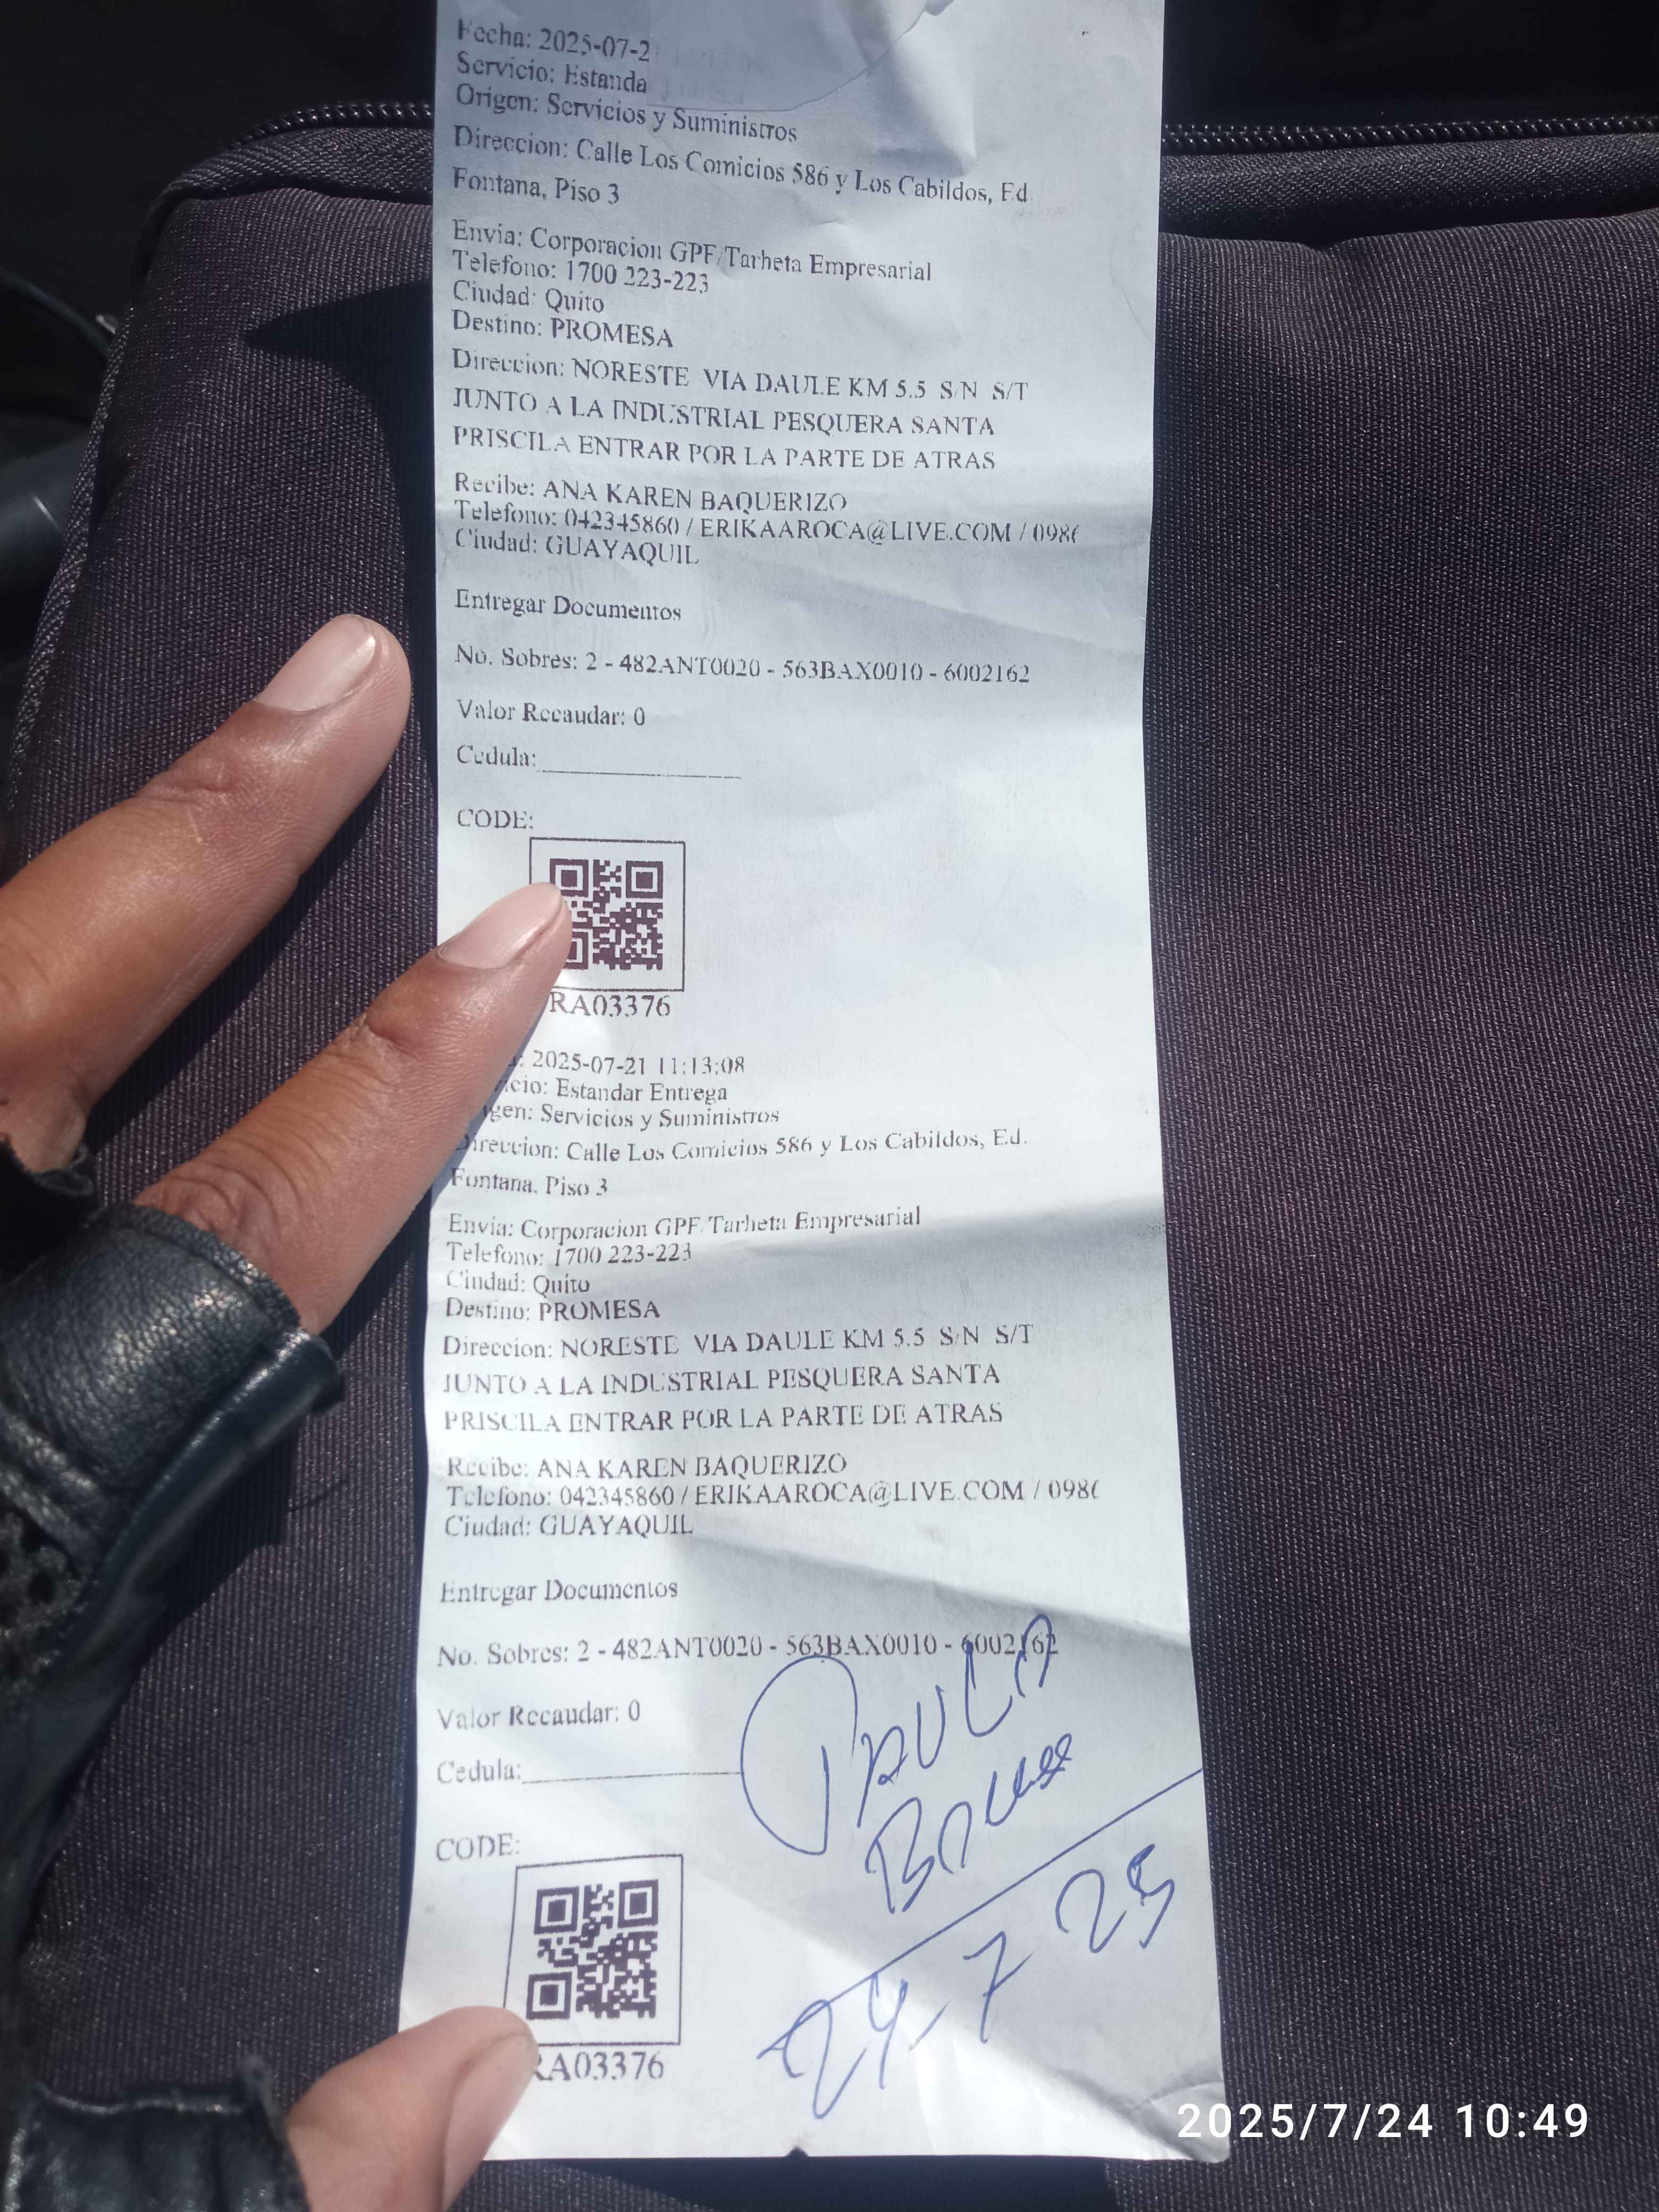 Fecha: 2025-07-2
Servicio: Estanda
Origen: Servicios y Suministros
Direccion: Calle Los Comicios 586 y Los Cabildos, Ed.
Fontana, Piso 3
Envia: Corporacion GPF/Tarheta Empresarial
Telefono: 1700 223-223
Ciudad: Quito
Destino: PROMESA
Direccion: NORESTE VIA DAULE KM 5.5 S/N S/T
JUNTO A LA INDUSTRIAL PESQUERA SANTA
PRISCILA ENTRAR POR LA PARTE DE ATRAS
Recibe: ANA KAREN BAQUERIZO
Telefono: 042345860 / ERIKAAROCA@LIVE.COM / 098
Ciudad: GUAYAQUIL
Entregar Documentos
No. Sobres: 2 - 482ANT0020 - 563BAX0010 - 6002162
Valor Recaudar: 0
Cedula:
CODE:
RA03376
: 2025-07-21 11:13:08
icio: Estandar Entrega
igen: Servicios y Suministros
Direccion: Calle Los Comicios 586 y Los Cabildos, Ed.
Fontana, Piso 3
Envia: Corporacion GPF/Tarheta Empresarial
Telefono: 1700 223-223
Ciudad: Quito
Destino: PROMESA
Direccion: NORESTE VIA DAULE KM 5.5 S/N S/T
JUNTO A LA INDUSTRIAL PESQUERA SANTA
PRISCILA ENTRAR POR LA PARTE DE ATRAS
Recibe: ANA KAREN BAQUERIZO
Telefono: 042345860 / ERIKAAROCA@LIVE.COM / 098
Ciudad: GUAYAQUIL
Entregar Documentos
No. Sobres: 2 - 482ANT0020 - 563BAX0010 - 6002162
Valor Recaudar: 0
Cedula:
PAULA
CODE:
24-7-25
RA03376
2025/7/24 10:49